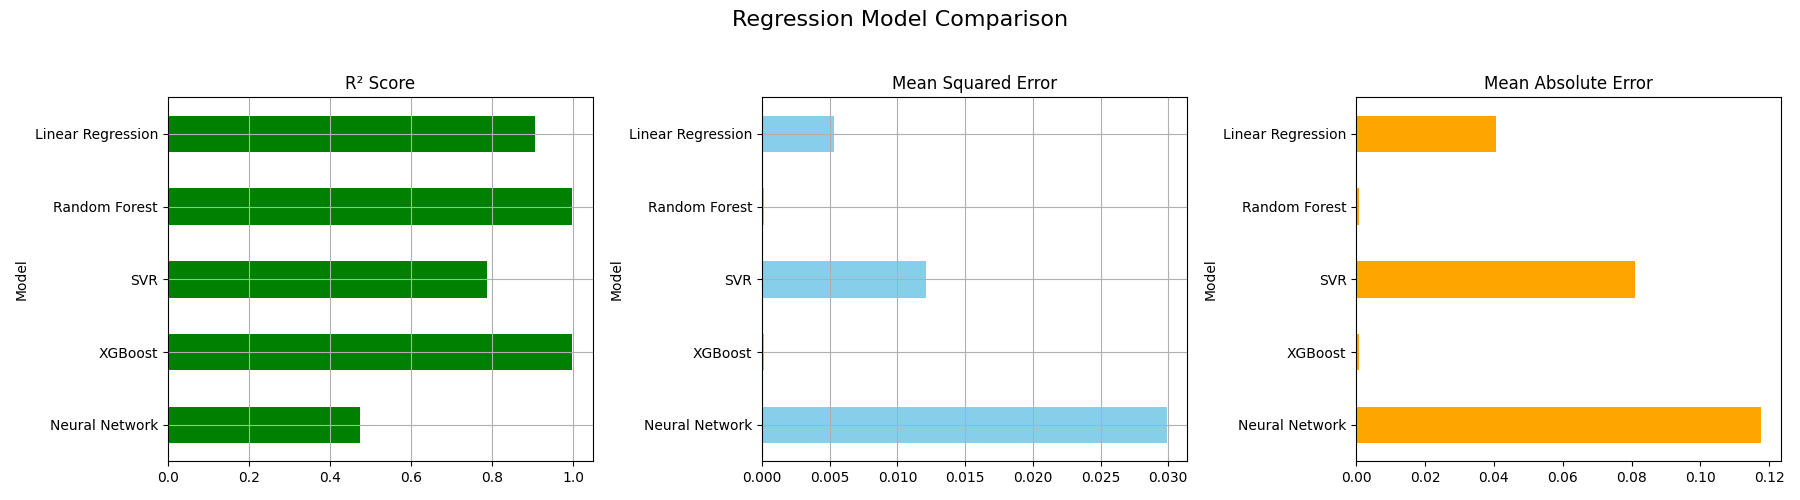 Regression Model Comparison
R² Score
Model
Linear Regression
Random Forest
SVR
XGBoost
Neural Network
0.0 0.2 0.4 0.6 0.8 1.0
Mean Squared Error
Model
Linear Regression
Random Forest
SVR
XGBoost
Neural Network
0.000 0.005 0.010 0.015 0.020 0.025 0.030
Mean Absolute Error
Model
Linear Regression
Random Forest
SVR
XGBoost
Neural Network
0.00 0.02 0.04 0.06 0.08 0.10 0.12